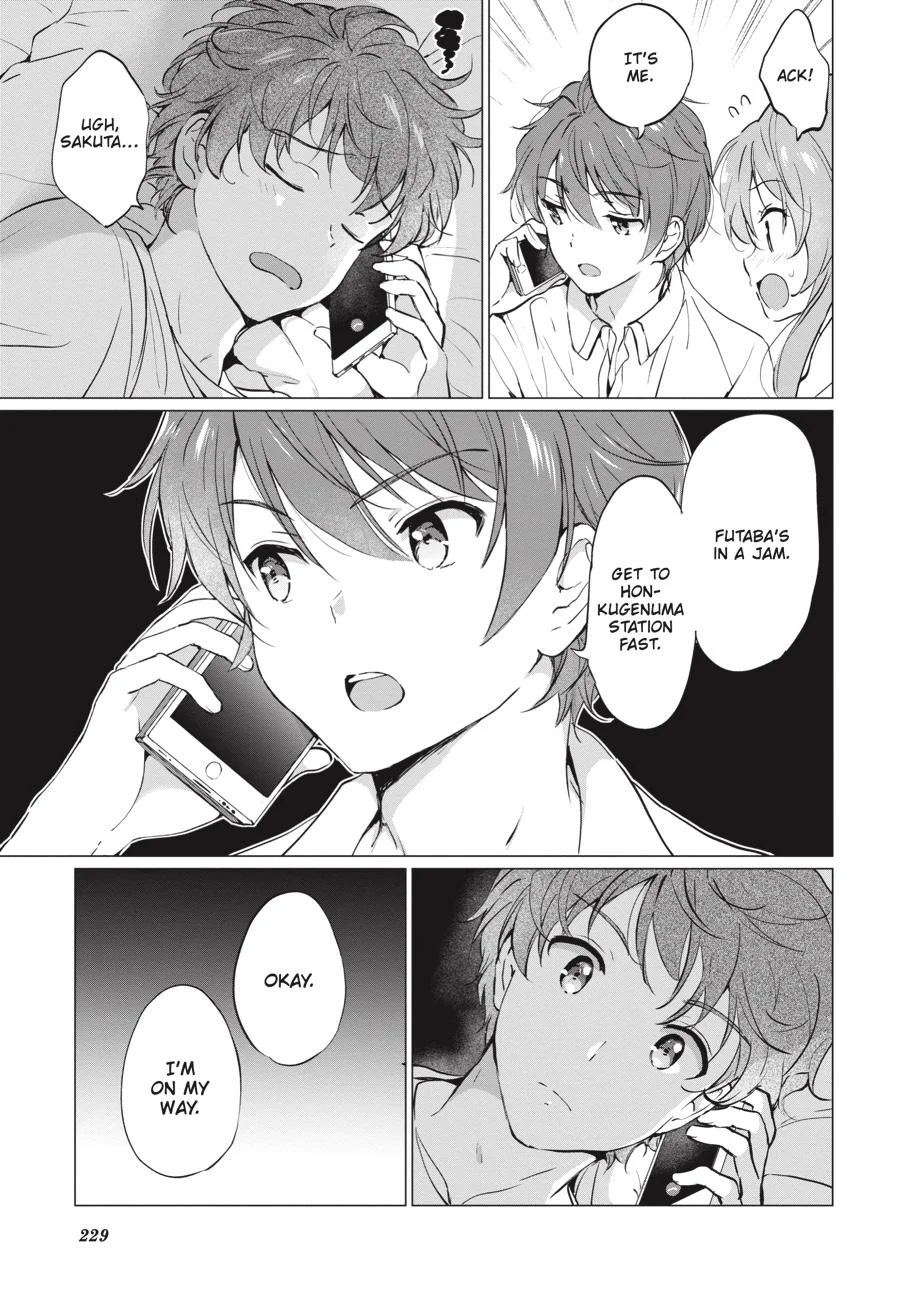 ACK!
IT'S
ME.
UGH,
SAKUTA...
FUTABA'S
IN A JAM.
GET TO
HON-
KUGENUMA
STATION
FAST.
OKAY.
I'M
ON MY
WAY.
229